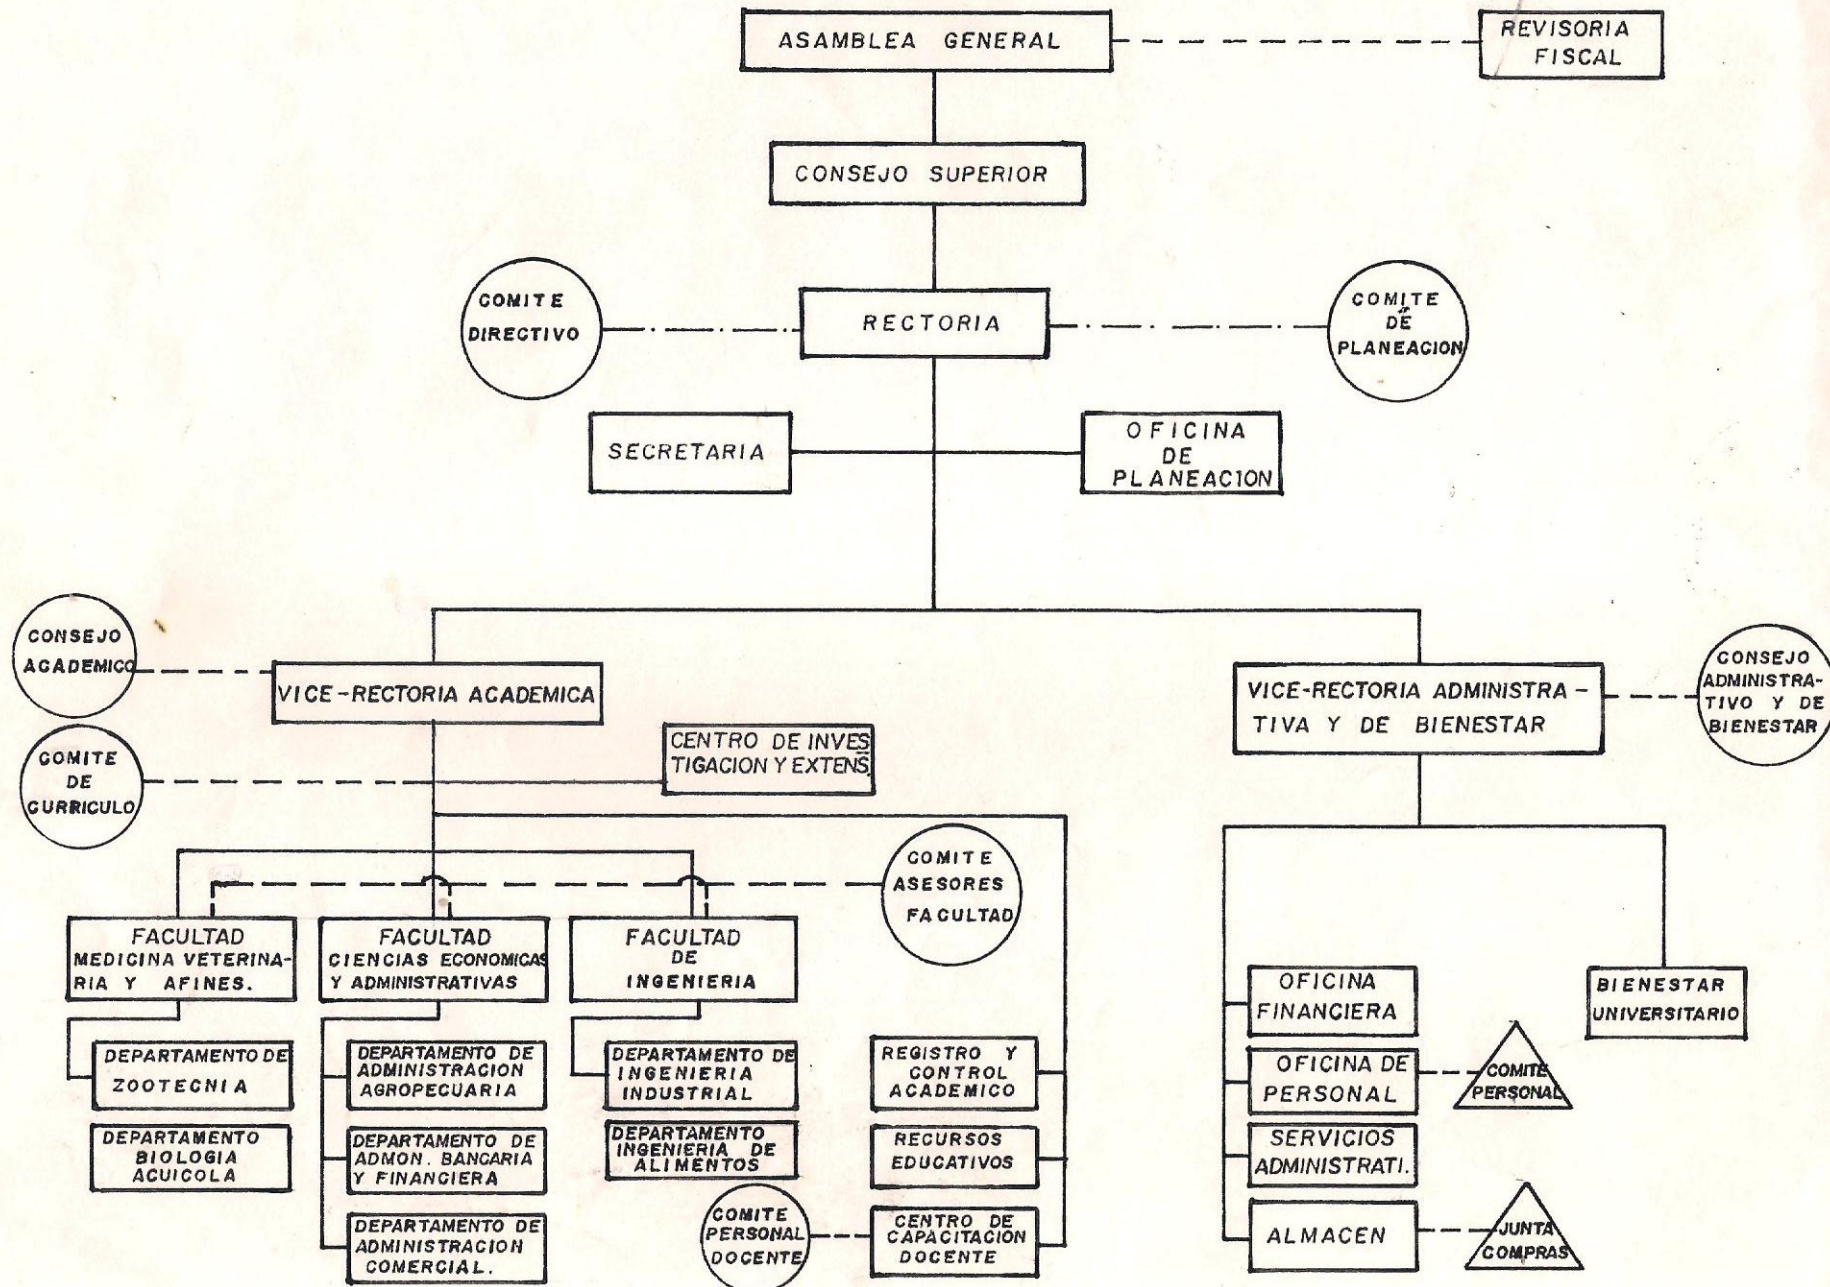 ASAMBLEA GENERAL
REVISORIA
FISCAL
CONSEJO SUPERIOR
COMITE
DIRECTIVO
RECTORIA
COMITE
DE
PLANEACION
SECRETARIA
OFICINA
DE
PLANEACION
CONSEJO
ACADEMICO
VICE-RECTORIA ACADEMICA
VICE-RECTORIA ADMINISTRA-
TIVA Y DE BIENESTAR
CONSEJO
ADMINISTRA-
TIVO Y DE
BIENESTAR
COMITE
DE
CURRICULO
CENTRO DE INVES
TIGACION Y EXTENS.
COMITE
ASESORES
FACULTAD
FACULTAD
MEDICINA VETERINA-
RIA Y AFINES.
FACULTAD
CIENCIAS ECONOMICAS
Y ADMINISTRATIVAS
FACULTAD
DE
INGENIERIA
DEPARTAMENTO DE
ZOOTECNIA
DEPARTAMENTO
BIOLOGIA
ACUICOLA
DEPARTAMENTO DE
ADMINISTRACION
AGROPECUARIA
DEPARTAMENTO DE
ADMON. BANCARIA
Y FINANCIERA
DEPARTAMENTO DE
ADMINISTRACION
COMERCIAL.
DEPARTAMENTO DE
INGENIERIA
INDUSTRIAL
DEPARTAMENTO
INGENIERIA DE
ALIMENTOS
COMITE
PERSONAL
DOCENTE
REGISTRO Y
CONTROL
ACADEMICO
RECURSOS
EDUCATIVOS
CENTRO DE
CAPACITACION
DOCENTE
OFICINA
FINANCIERA
OFICINA DE
PERSONAL
COMITE
PERSONAL
SERVICIOS
ADMINISTRATI.
ALMACEN
JUNTA
COMPRAS
BIENESTAR
UNIVERSITARIO